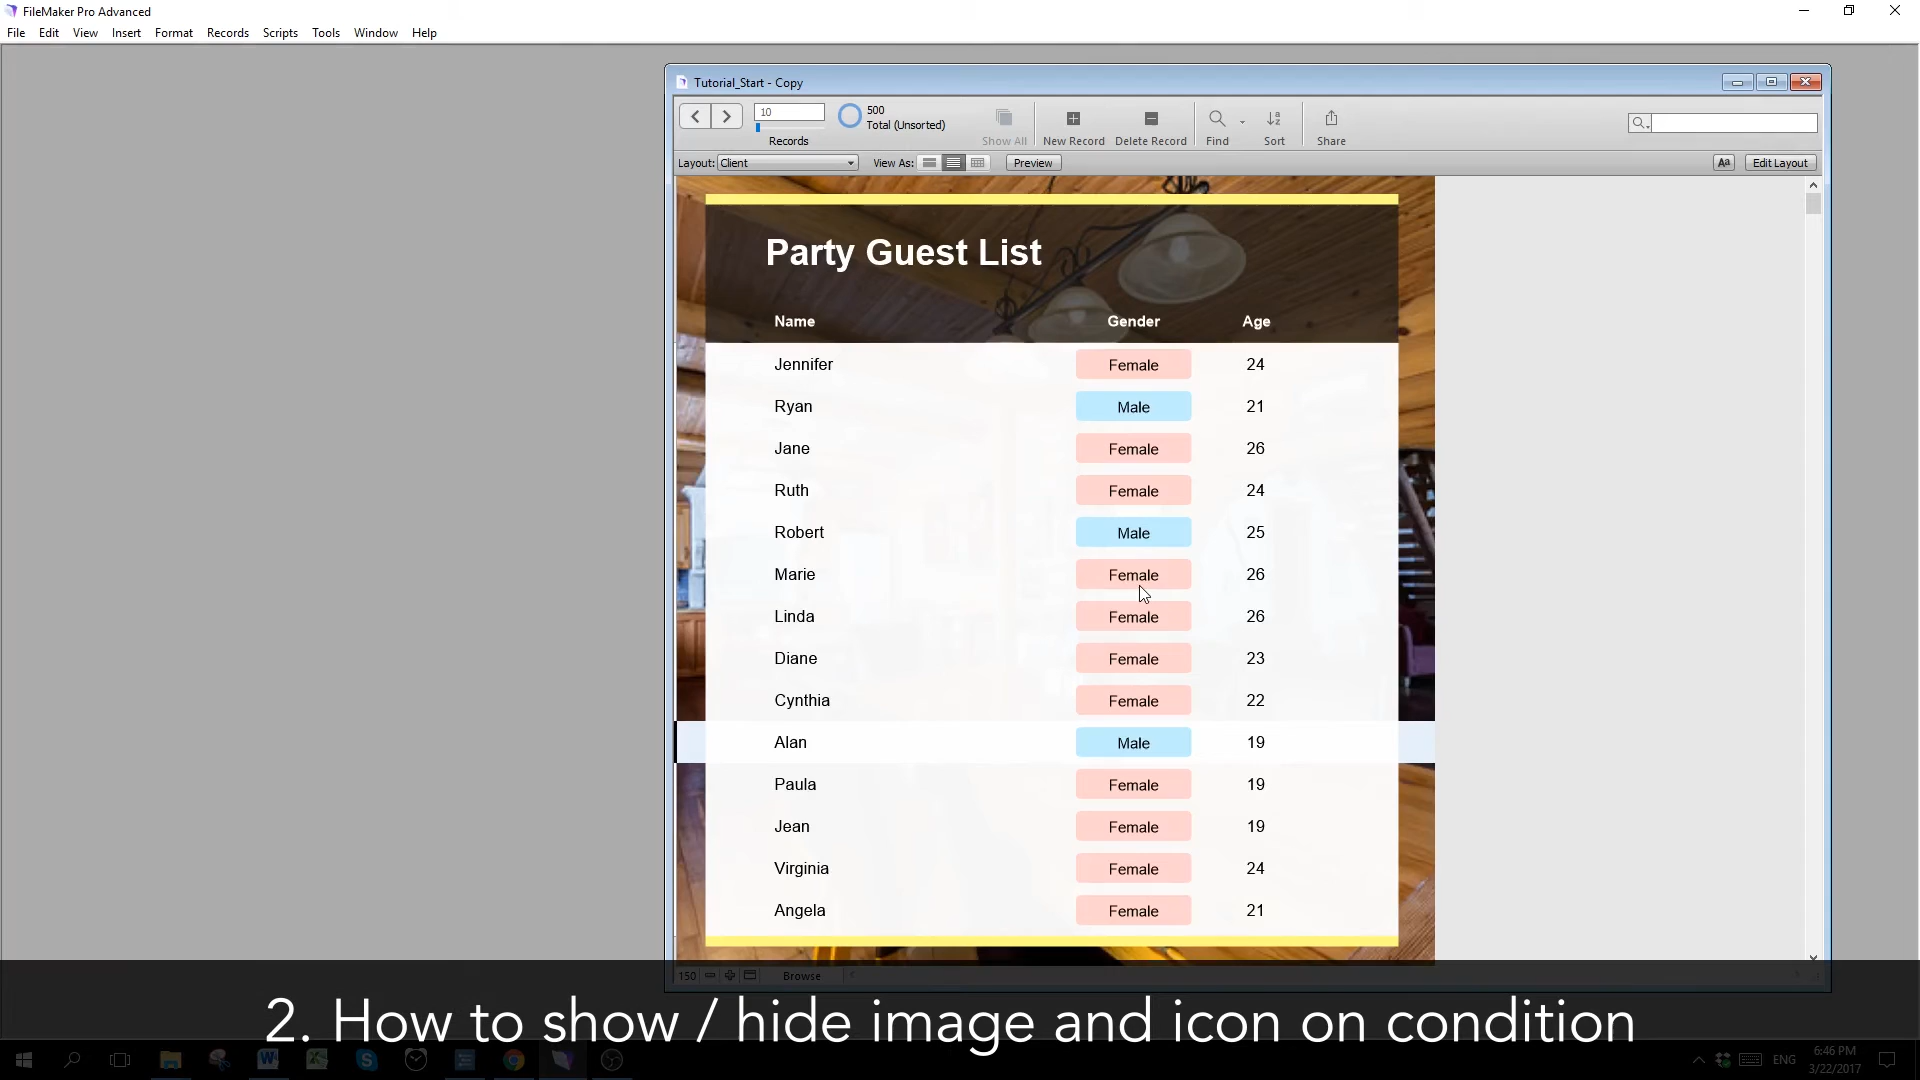 FileMaker Pro Advanced
File Edit View Insert Format Records Scripts Tools Window Help
Tutorial_Start - Copy
10
Records
500
Total (Unsorted)
Show All
New Record
Delete Record
Find
Sort
Share
Layout: Client
View As:
Preview
Aa
Edit Layout
Party Guest List
Name Gender Age
Jennifer Female 24
Ryan Male 21
Jane Female 26
Ruth Female 24
Robert Male 25
Marie Female 26
Linda Female 26
Diane Female 23
Cynthia Female 22
Alan Male 19
Paula Female 19
Jean Female 19
Virginia Female 24
Angela Female 21
150 Browse
2. How to show / hide image and icon on condition
ENG
6:46 PM
3/22/2017